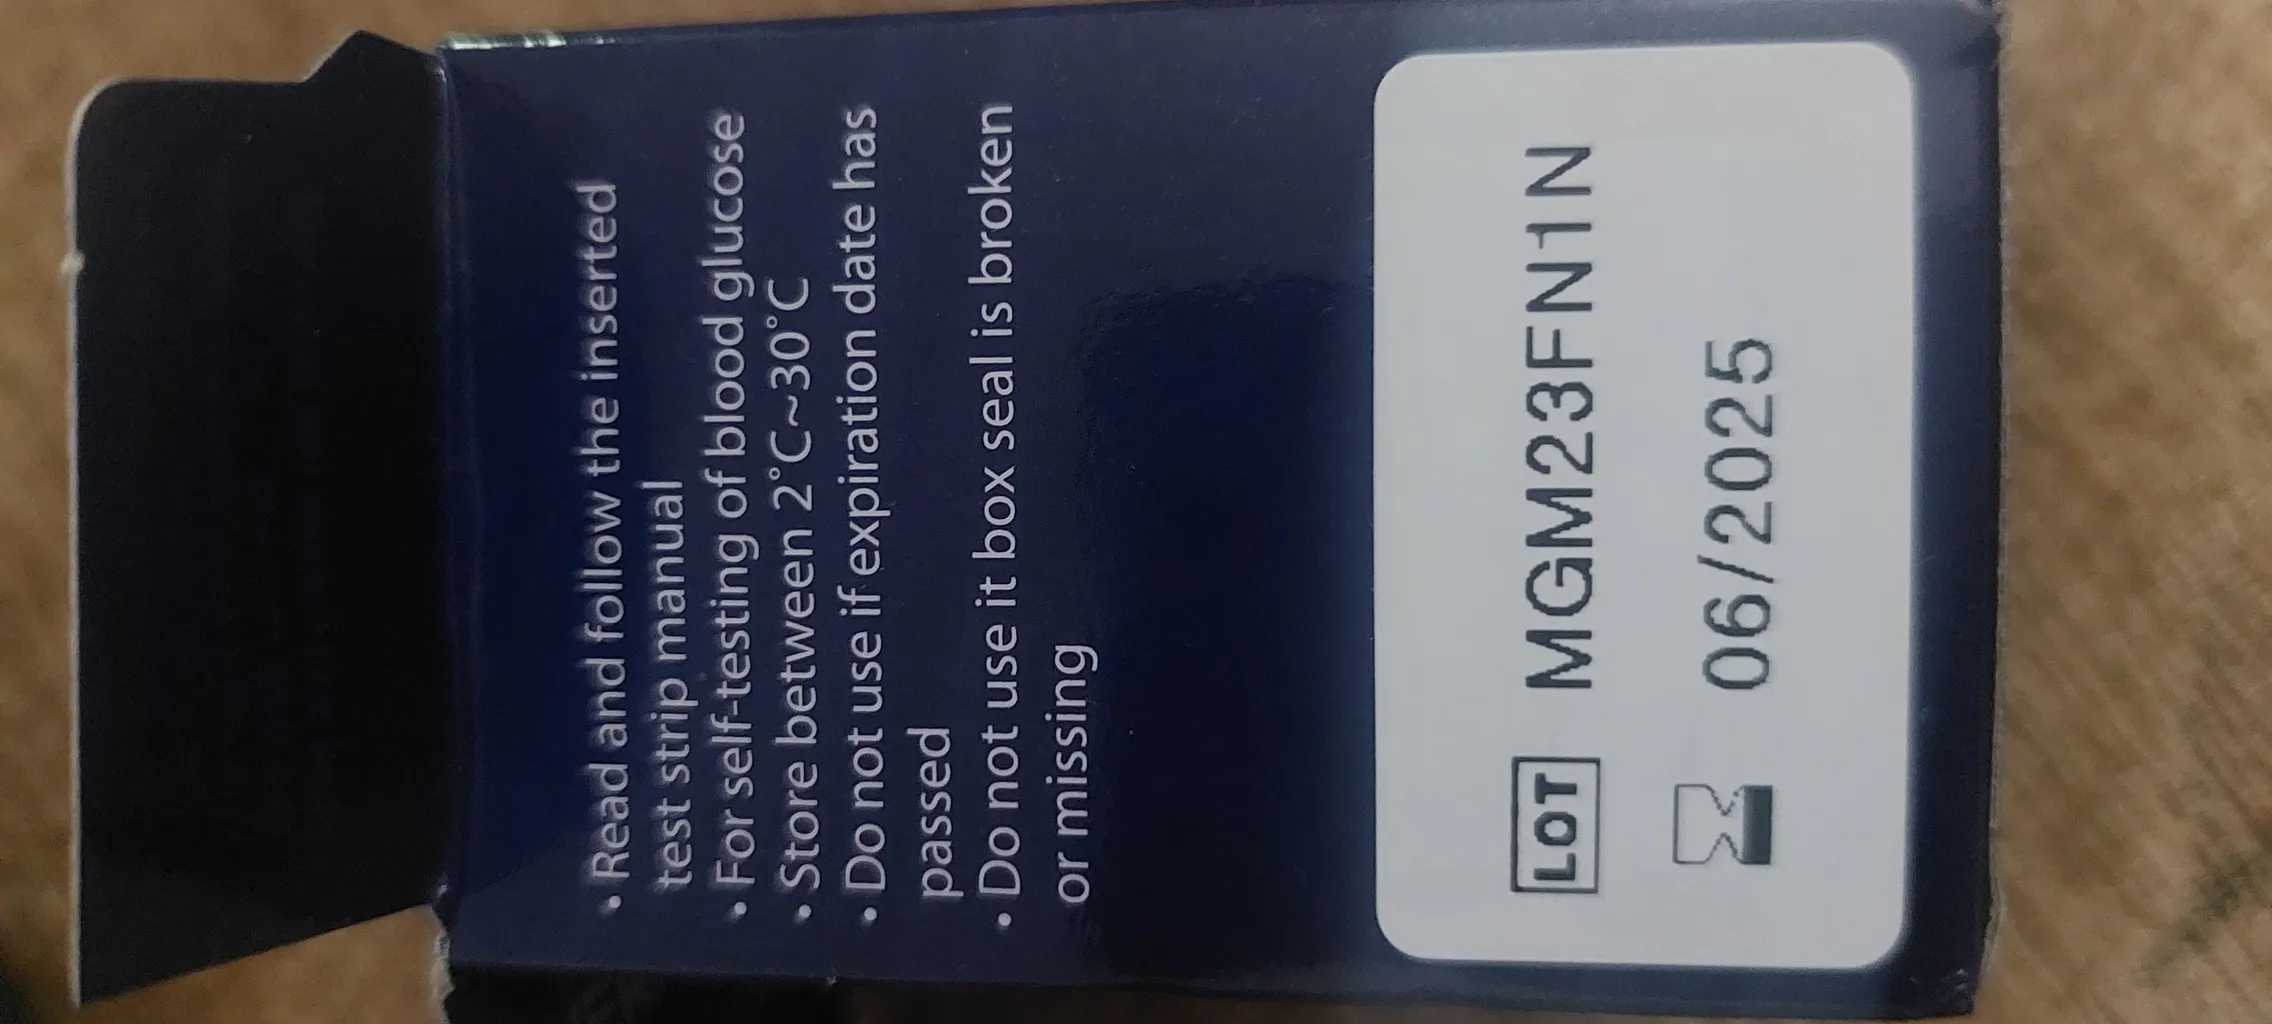 • Read and follow the inserted
test strip manual
• For self-testing of blood glucose
• Store between 2°C~30°C
• Do not use if expiration date has
passed
• Do not use it box seal is broken
or missing
LOT MGM23FN1N
06/2025